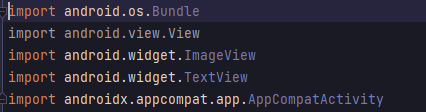 import android.os.Bundle
import android.view.View
import android.widget.ImageView
import android.widget.TextView
import androidx.appcompat.app.AppCompatActivity